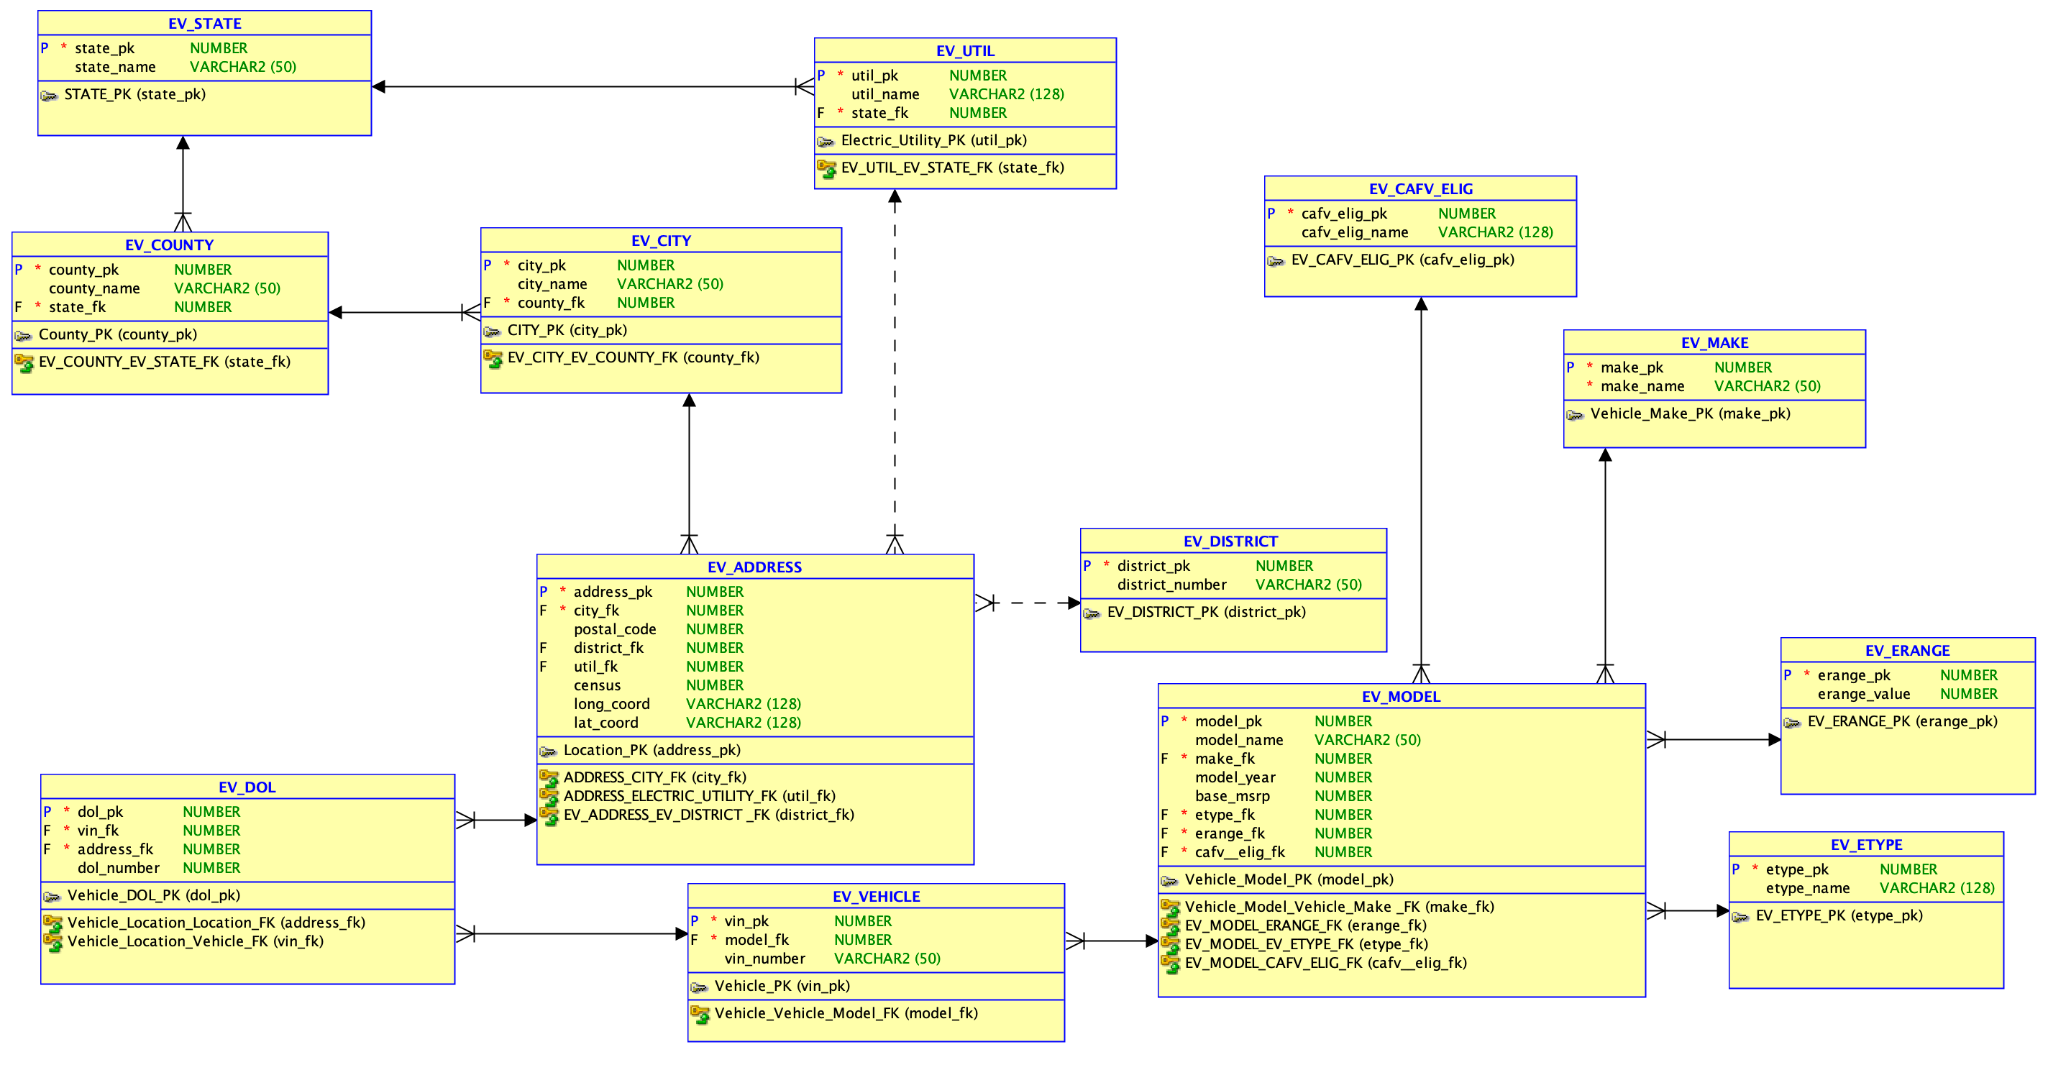 EV_STATE
P * state_pk NUMBER
state_name VARCHAR2 (50)
STATE_PK (state_pk)
EV_UTIL
P * util_pk NUMBER
util_name VARCHAR2 (128)
F * state_fk NUMBER
Electric_Utility_PK (util_pk)
EV_UTIL_EV_STATE_FK (state_fk)
EV_COUNTY
P * county_pk NUMBER
county_name VARCHAR2 (50)
F * state_fk NUMBER
County_PK (county_pk)
EV_COUNTY_EV_STATE_FK (state_fk)
EV_CITY
P * city_pk NUMBER
city_name VARCHAR2 (50)
F * county_fk NUMBER
CITY_PK (city_pk)
EV_CITY_EV_COUNTY_FK (county_fk)
EV_CAFV_ELIG
P * cafv_elig_pk NUMBER
cafv_elig_name VARCHAR2 (128)
EV_CAFV_ELIG_PK (cafv_elig_pk)
EV_MAKE
P * make_pk NUMBER
* make_name VARCHAR2 (50)
Vehicle_Make_PK (make_pk)
EV_ADDRESS
P * address_pk NUMBER
F * city_fk NUMBER
postal_code NUMBER
F district_fk NUMBER
F util_fk NUMBER
census NUMBER
long_coord VARCHAR2 (128)
lat_coord VARCHAR2 (128)
Location_PK (address_pk)
ADDRESS_CITY_FK (city_fk)
ADDRESS_ELECTRIC_UTILITY_FK (util_fk)
EV_ADDRESS_EV_DISTRICT _FK (district_fk)
EV_DISTRICT
P * district_pk NUMBER
district_number VARCHAR2 (50)
EV_DISTRICT_PK (district_pk)
EV_ERANGE
P * erange_pk NUMBER
erange_value NUMBER
EV_ERANGE_PK (erange_pk)
EV_MODEL
P * model_pk NUMBER
model_name VARCHAR2 (50)
F * make_fk NUMBER
model_year NUMBER
base_msrp NUMBER
F * etype_fk NUMBER
F * erange_fk NUMBER
F * cafv__elig_fk NUMBER
Vehicle_Model_PK (model_pk)
Vehicle_Model_Vehicle_Make _FK (make_fk)
EV_MODEL_ERANGE_FK (erange_fk)
EV_MODEL_EV_ETYPE_FK (etype_fk)
EV_MODEL_CAFV_ELIG_FK (cafv__elig_fk)
EV_ETYPE
P * etype_pk NUMBER
etype_name VARCHAR2 (128)
EV_ETYPE_PK (etype_pk)
EV_DOL
P * dol_pk NUMBER
F * vin_fk NUMBER
F * address_fk NUMBER
dol_number NUMBER
Vehicle_DOL_PK (dol_pk)
Vehicle_Location_Location_FK (address_fk)
Vehicle_Location_Vehicle_FK (vin_fk)
EV_VEHICLE
P * vin_pk NUMBER
F * model_fk NUMBER
vin_number VARCHAR2 (50)
Vehicle_PK (vin_pk)
Vehicle_Vehicle_Model_FK (model_fk)